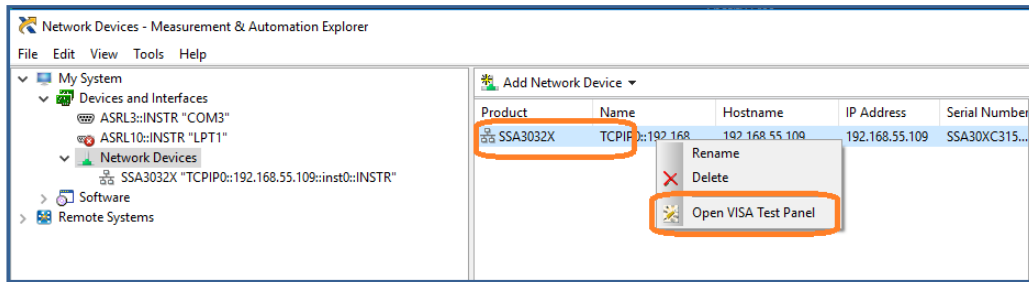 Network Devices - Measurement & Automation Explorer
File Edit View Tools Help
My System
Devices and Interfaces
ASRL3::INSTR "COM3"
ASRL10::INSTR "LPT1"
Network Devices
SSA3032X "TCPIP0::192.168.55.109::inst0::INSTR"
Software
Remote Systems
Add Network Device
Product Name Hostname IP Address Serial Number
SSA3032X TCPIP0::192.168 192.168.55.109 192.168.55.109 SSA30XC315...
Rename
Delete
Open VISA Test Panel